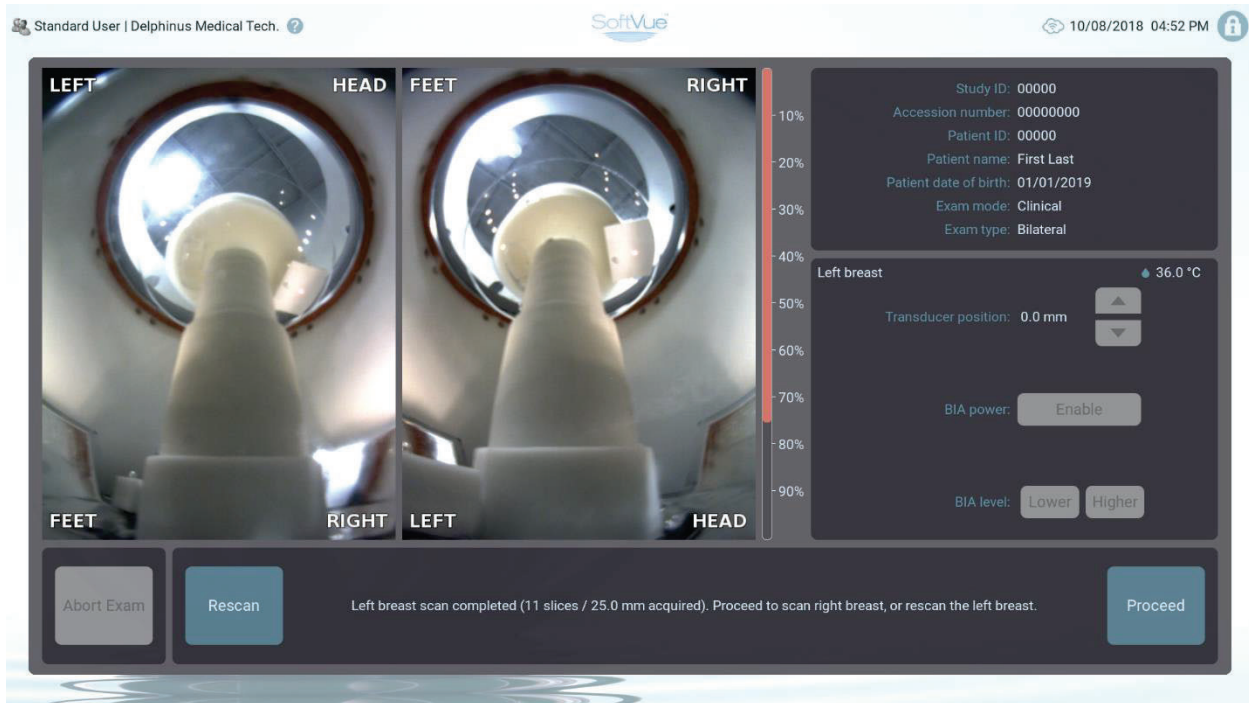 Standard User | Delphinus Medical Tech. ?
SoftVue
10/08/2018 04:52 PM
LEFT HEAD
FEET RIGHT
FEET RIGHT
LEFT HEAD
10%
20%
30%
40%
50%
60%
70%
80%
90%
Study ID: 00000
Accession number: 00000000
Patient ID: 00000
Patient name: First Last
Patient date of birth: 01/01/2019
Exam mode: Clinical
Exam type: Bilateral
Left breast 36.0 °C
Transducer position: 0.0 mm
BIA power: Enable
BIA level: Lower Higher
Abort Exam
Rescan
Left breast scan completed (11 slices / 25.0 mm acquired). Proceed to scan right breast, or rescan the left breast.
Proceed